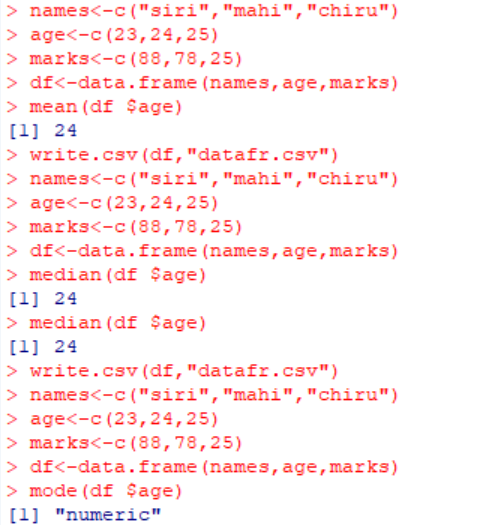 > names<-c("siri","mahi","chiru")
> age<-c(23,24,25)
> marks<-c(88,78,25)
> df<-data.frame(names,age,marks)
> mean(df $age)
[1] 24
> write.csv(df,"datafr.csv")
> names<-c("siri","mahi","chiru")
> age<-c(23,24,25)
> marks<-c(88,78,25)
> df<-data.frame(names,age,marks)
> median(df $age)
[1] 24
> median(df $age)
[1] 24
> write.csv(df,"datafr.csv")
> names<-c("siri","mahi","chiru")
> age<-c(23,24,25)
> marks<-c(88,78,25)
> df<-data.frame(names,age,marks)
> mode(df $age)
[1] "numeric"